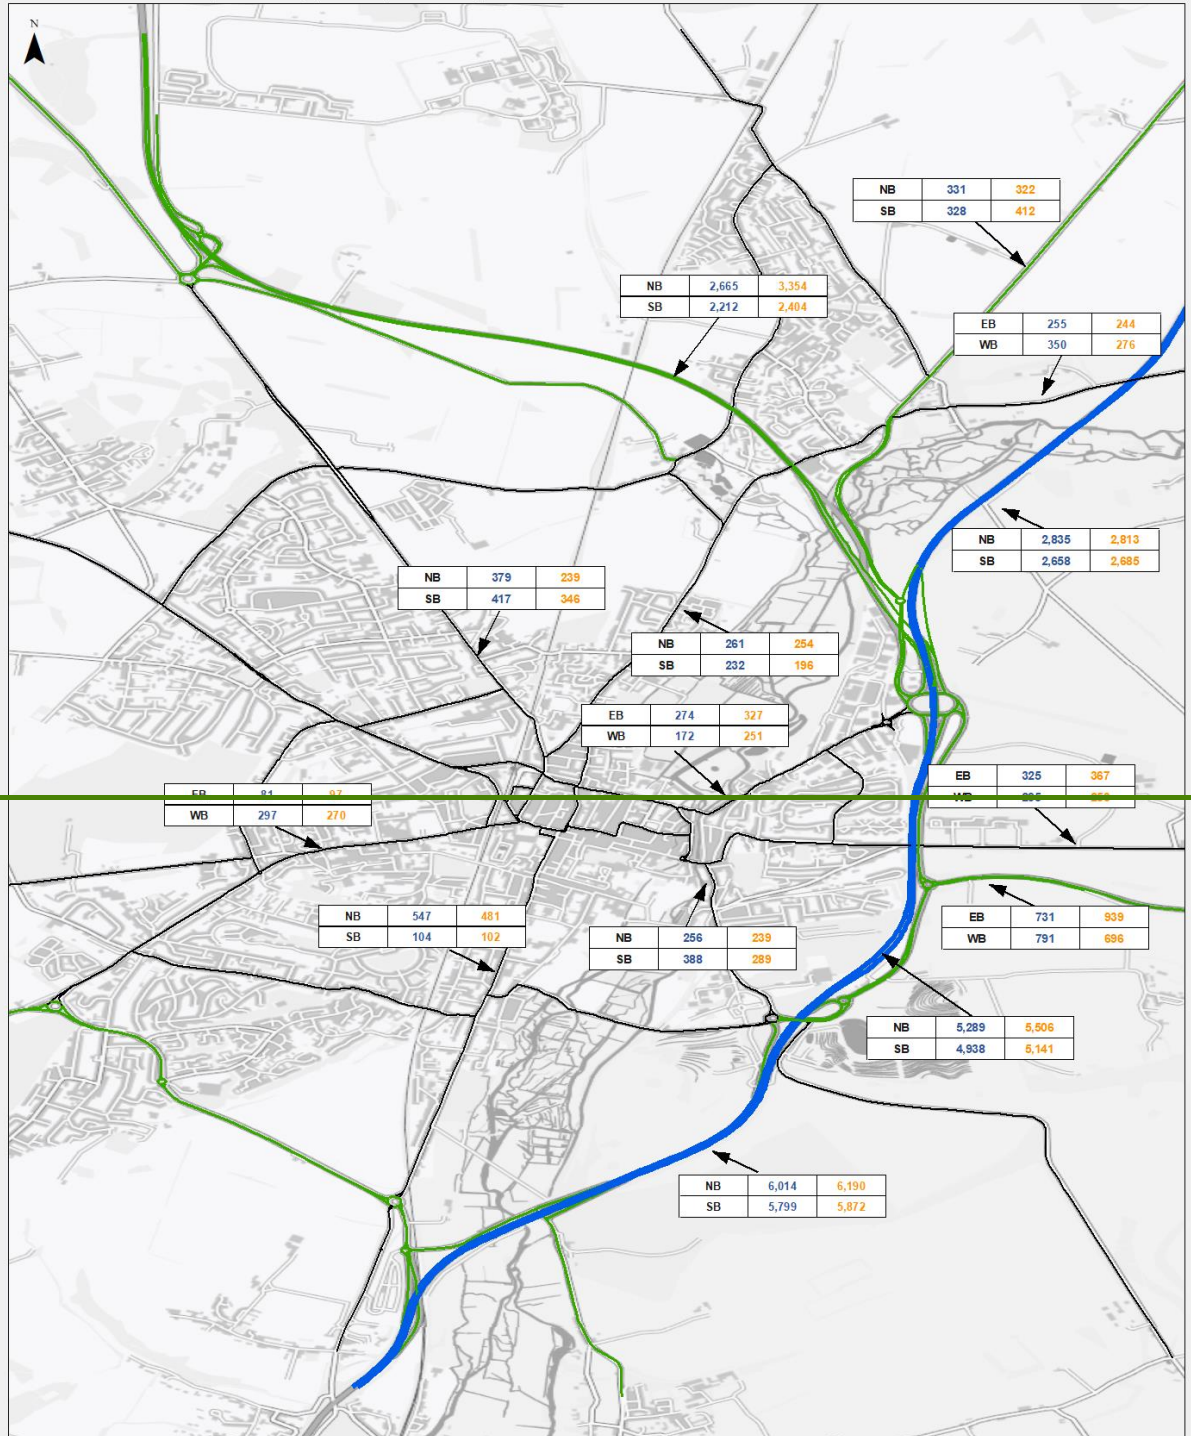 N
NB 331 322
SB 328 412
NB 2,665 3,354
SB 2,212 2,404
EB 255 244
WB 350 276
NB 2,835 2,813
SB 2,658 2,685
NB 379 239
SB 417 346
NB 261 254
SB 232 196
EB 274 327
WB 172 251
EB 325 367
WB
EB 81 97
WB 297 270
NB 547 481
SB 104 102
NB 256 239
SB 388 289
EB 731 939
WB 791 696
NB 5,289 5,506
SB 4,938 5,141
NB 6,014 6,190
SB 5,799 5,872